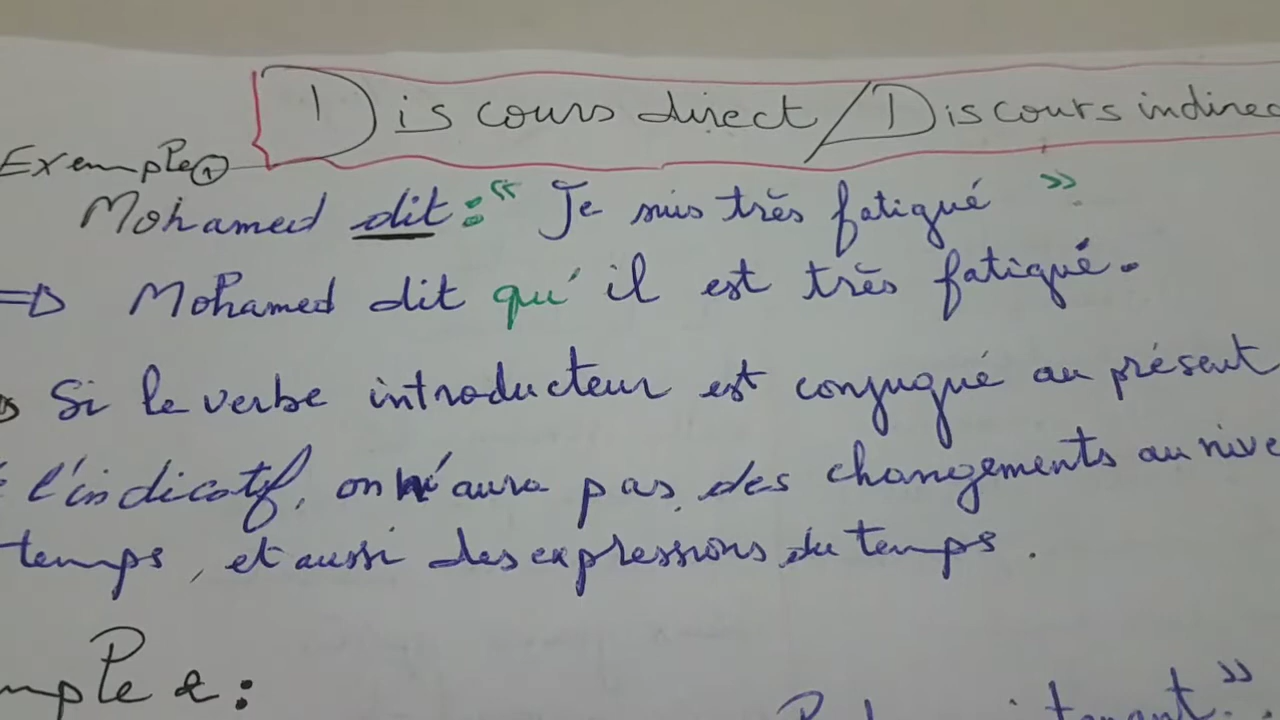 Discours direct / Discours indirec
Exemple 1
Mohamed dit : « Je suis très fatigué »
=> Mohamed dit qu'il est très fatigué.
Si le verbe introducteur est conjugué au présent
l'indicatif, on n'aura pas des changements au nive
temps, et aussi des expressions du temps.
mple 2:
tenant. »